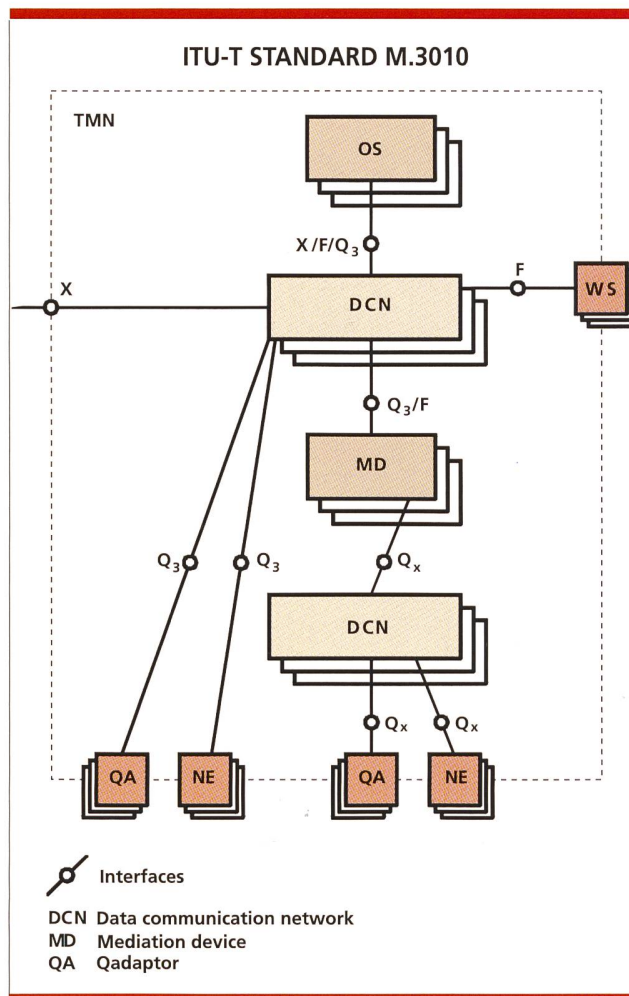 ITU-T STANDARD M.3010
TMN
OS
X/F/Q₃
X
F
DCN
WS
Q₃/F
MD
Q₃
Q₃
Qₓ
DCN
Qₓ
Qₓ
QA
NE
QA
NE
Interfaces
DCN Data communication network
MD Mediation device
QA Qadaptor